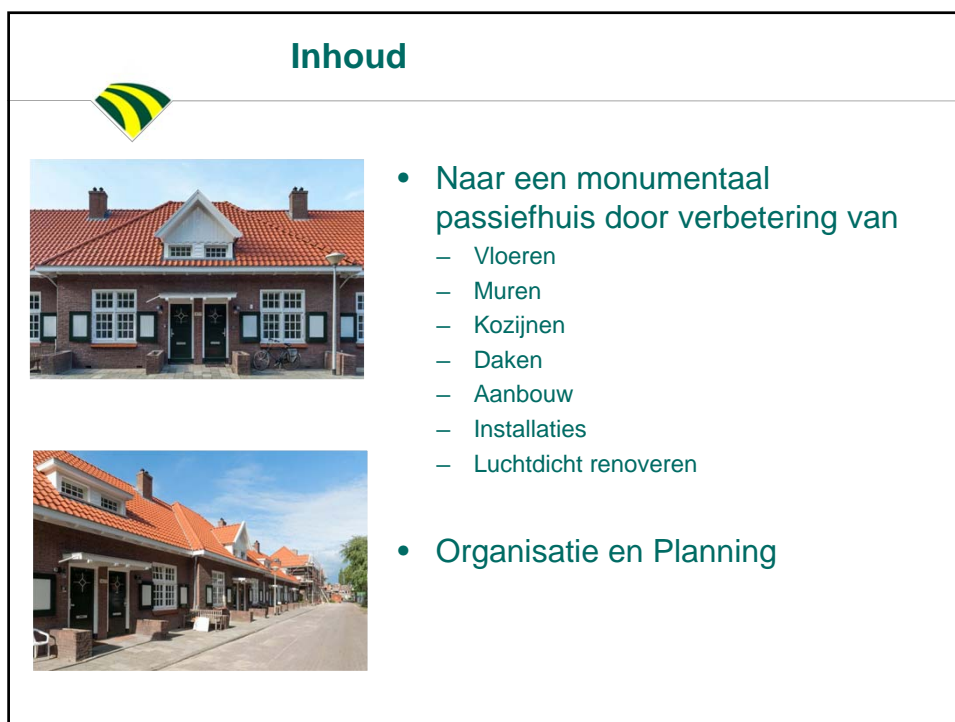 Inhoud
• Naar een monumentaal
passiefhuis door verbetering van
– Vloeren
– Muren
– Kozijnen
– Daken
– Aanbouw
– Installaties
– Luchtdicht renoveren
• Organisatie en Planning